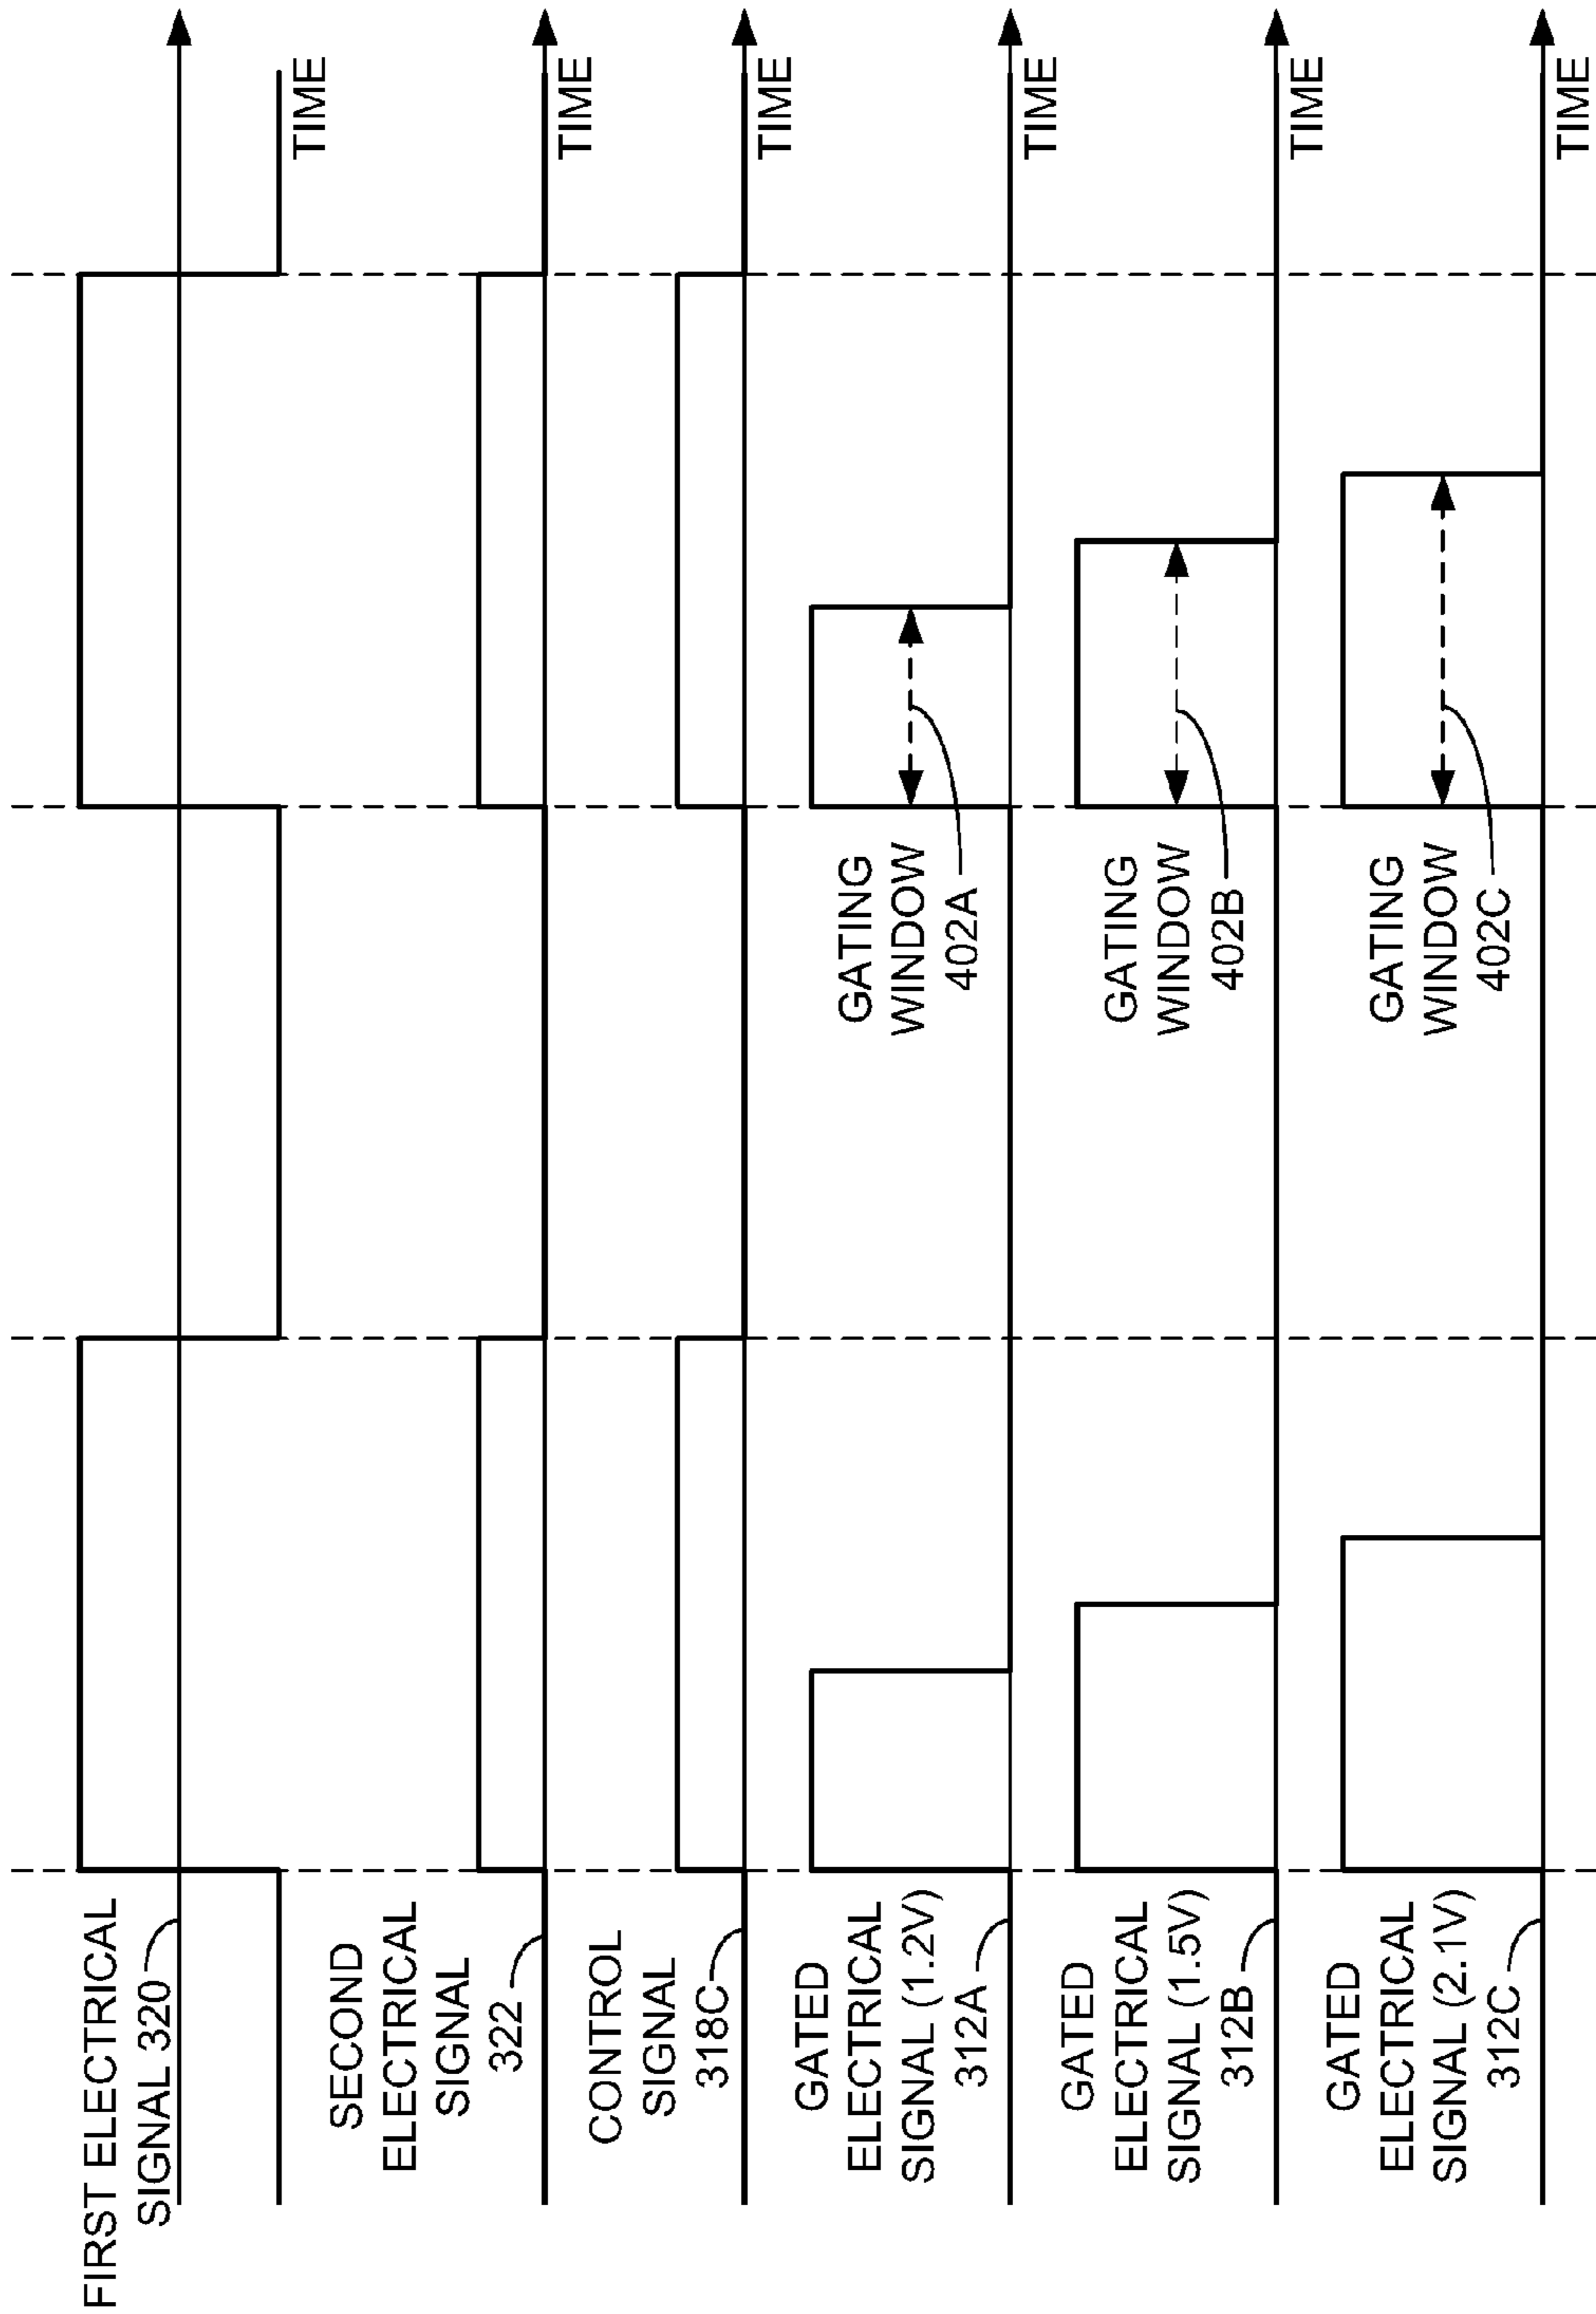 FIRST ELECTRICAL
SIGNAL 320
TIME
SECOND
ELECTRICAL
SIGNAL
322
TIME
CONTROL
SIGNAL
318C
TIME
GATED
ELECTRICAL
SIGNAL (1.2V)
312A
GATING
WINDOW
402A
TIME
GATED
ELECTRICAL
SIGNAL (1.5V)
312B
GATING
WINDOW
402B
TIME
GATED
ELECTRICAL
SIGNAL (2.1V)
312C
GATING
WINDOW
402C
TIME